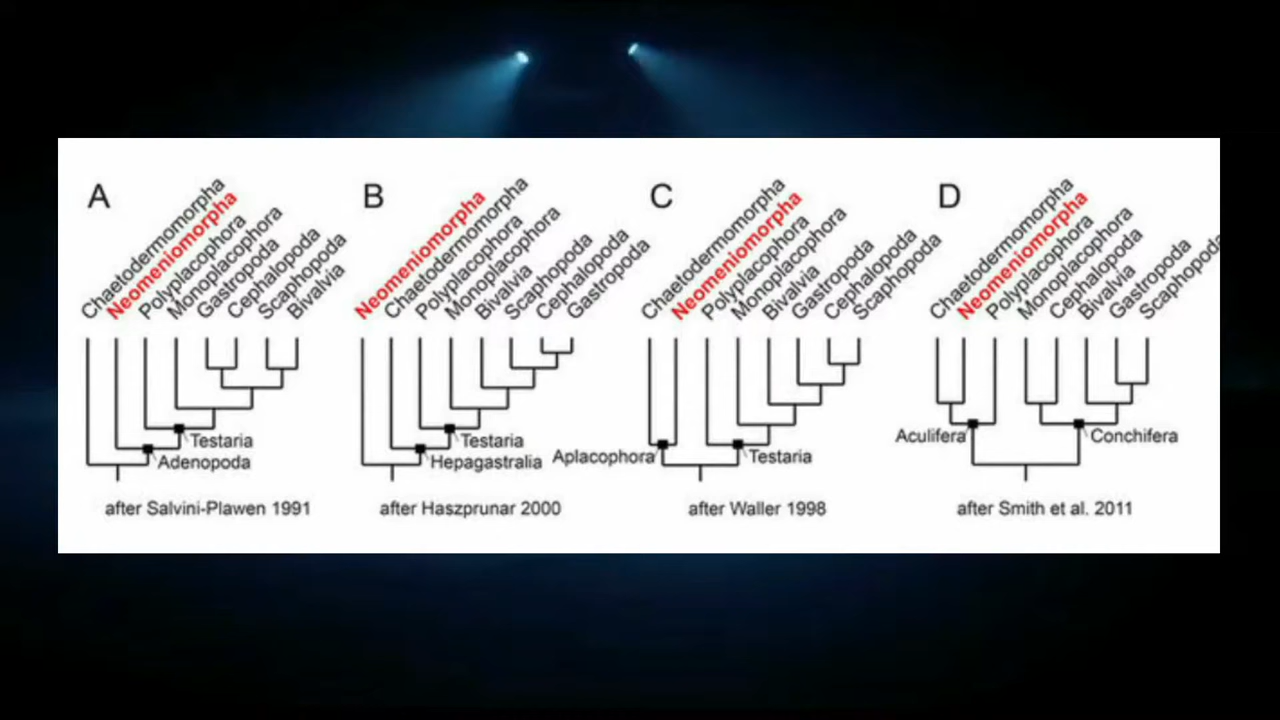 A
Chaetodermomorpha
Neomeniomorpha
Polyplacophora
Monoplacophora
Gastropoda
Cephalopoda
Scaphopoda
Bivalvia
Testaria
Adenopoda
after Salvini-Plawen 1991
B
Neomeniomorpha
Chaetodermomorpha
Polyplacophora
Monoplacophora
Bivalvia
Scaphopoda
Cephalopoda
Gastropoda
Testaria
Hepagastralia
after Haszprunar 2000
C
Chaetodermomorpha
Neomeniomorpha
Polyplacophora
Monoplacophora
Bivalvia
Gastropoda
Cephalopoda
Scaphopoda
Aplacophora
Testaria
after Waller 1998
D
Chaetodermomorpha
Neomeniomorpha
Polyplacophora
Monoplacophora
Cephalopoda
Bivalvia
Gastropoda
Scaphopoda
Aculifera
Conchifera
after Smith et al. 2011